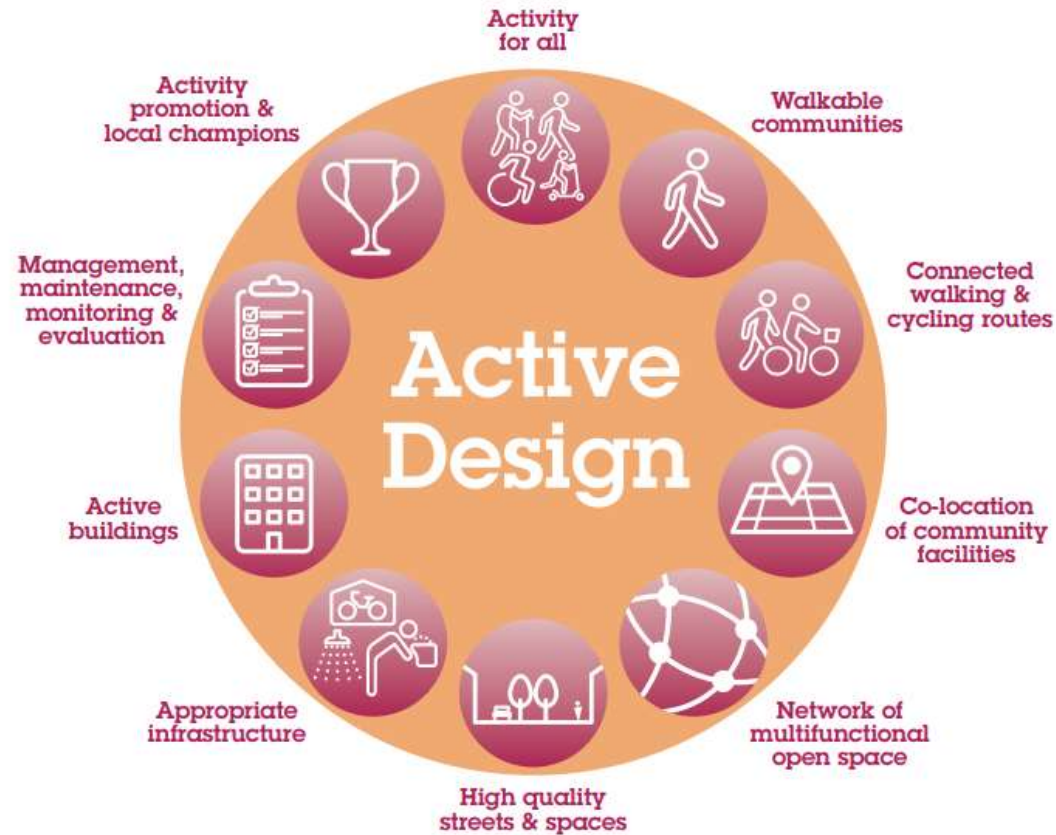 Activity
for all
Walkable
communities
Connected
walking &
cycling routes
Co-location
of community
facilities
Network of
multifunctional
open space
High quality
streets & spaces
Appropriate
infrastructure
Active
buildings
Management,
maintenance,
monitoring &
evaluation
Activity
promotion &
local champions
Active
Design